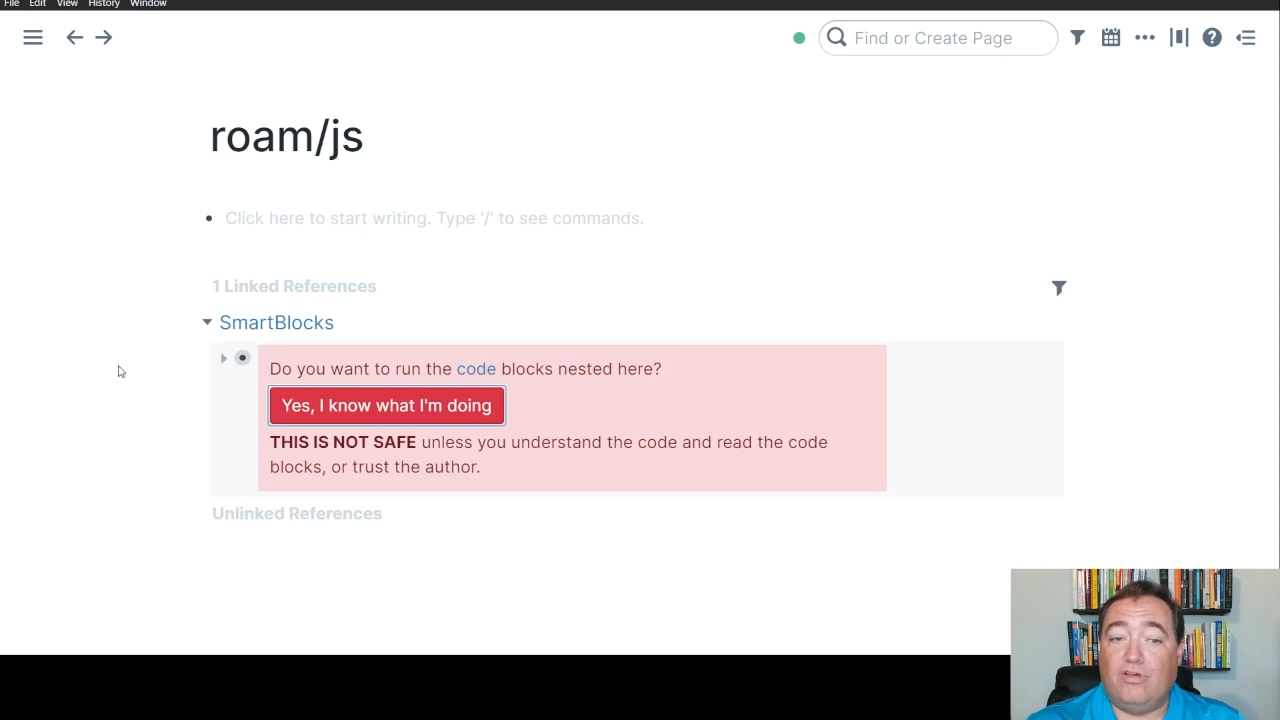 File Edit View History Window
Find or Create Page
roam/js
Click here to start writing. Type '/' to see commands.
1 Linked References
SmartBlocks
Do you want to run the code blocks nested here?
Yes, I know what I'm doing
THIS IS NOT SAFE unless you understand the code and read the code
blocks, or trust the author.
Unlinked References